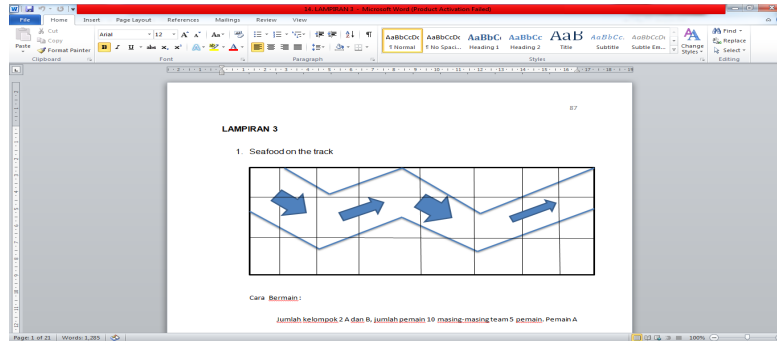 14. LAMPIRAN 3 - Microsoft Word (Product Activation Failed)
File Home Insert Page Layout References Mailings Review View
Cut
Copy
Format Painter
Paste
Clipboard
Arial 12
Font
Paragraph
AaBbCcDc AaBbCcDc AaBbC AaBbCc AaB AaBbCc. AaBbCcDc
¶ Normal ¶ No Spaci... Heading 1 Heading 2 Title Subtitle Subtle Em...
Change Styles
Styles
Find
Replace
Select
Editing
87
LAMPIRAN 3
1. Seafood on the track
Cara Bermain :
Jumlah kelompok 2 A dan B, jumlah pemain 10 masing-masing team 5 pemain. Pemain A
Page: 1 of 21 Words: 1,285 100%